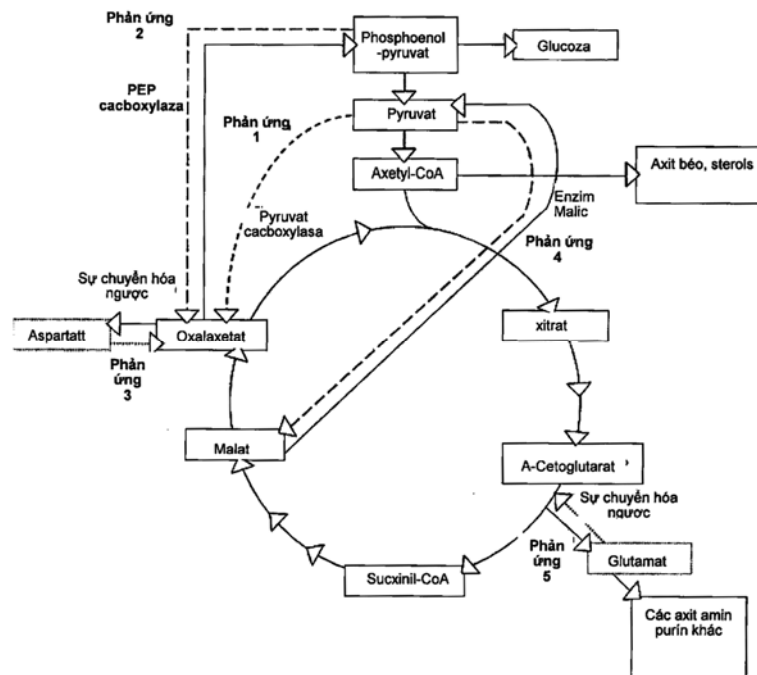 Phản ứng
2
Phosphoenol
-pyruvat
Glucoza
PEP
cacboxylaza
Phản ứng
1
Pyruvat
Axetyl-CoA
Axit béo, sterols
Enzim
Malic
Pyruvat
cacboxylasa
Phản ứng
4
Sự chuyển hóa
ngược
Aspartatt
Oxalaxetat
xitrat
Phản ứng
3
Malat
A-Cetoglutarat
Sự chuyển hóa
ngược
Phản
ứng
5
Glutamat
Sucxinil-CoA
Các axit amin
purín khác